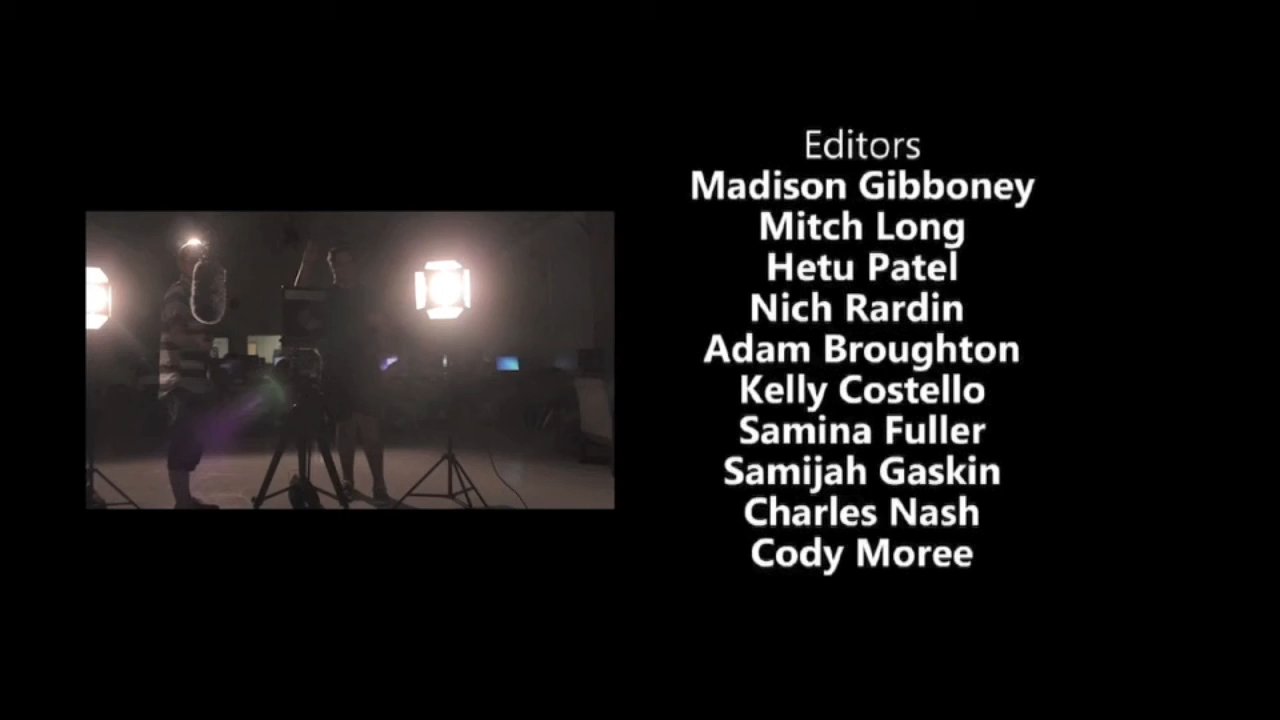 Editors
Madison Gibboney
Mitch Long
Hetu Patel
Nich Rardin
Adam Broughton
Kelly Costello
Samina Fuller
Samijah Gaskin
Charles Nash
Cody Moree